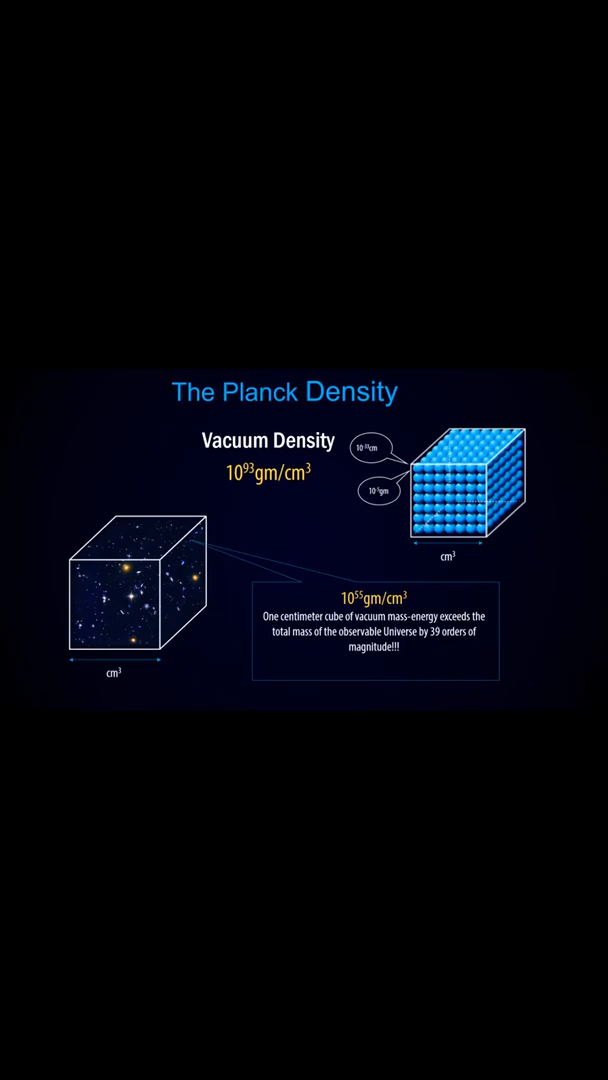 The Planck Density
Vacuum Density
10⁹³gm/cm³
10⁻³³cm
10⁻⁵gm
cm³
10⁵⁵gm/cm³
One centimeter cube of vacuum mass-energy exceeds the
total mass of the observable Universe by 39 orders of
magnitude!!!
cm³